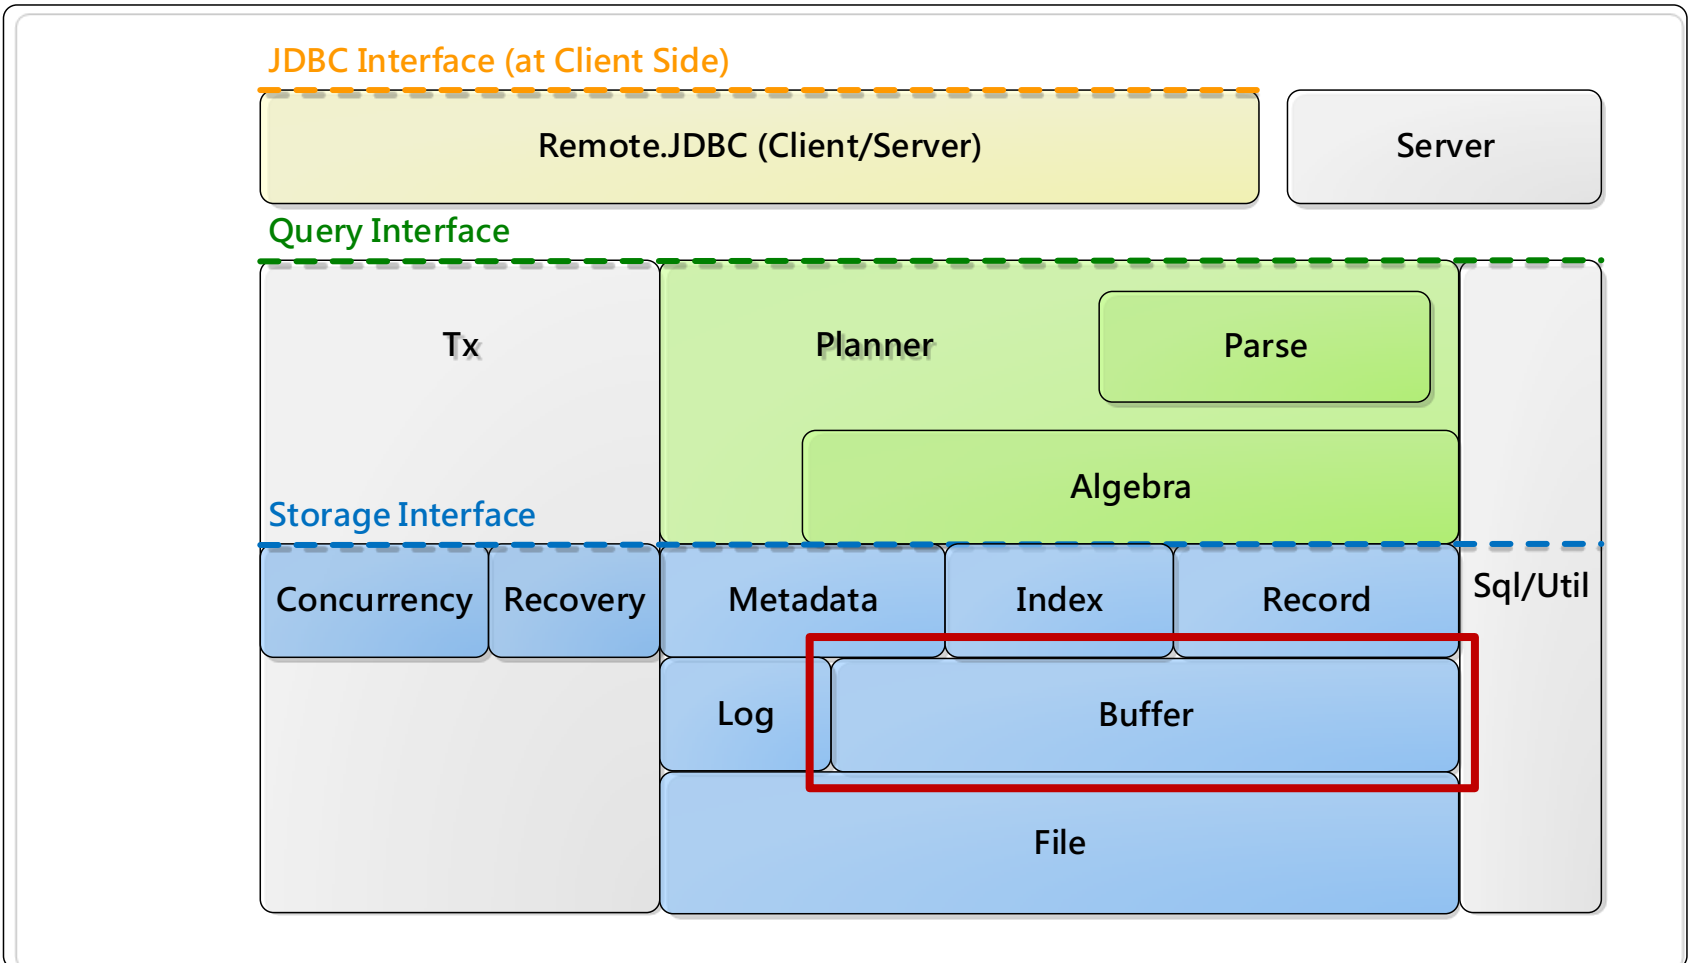 JDBC Interface (at Client Side)
Remote.JDBC (Client/Server)
Server
Query Interface
Tx
Planner
Parse
Algebra
Storage Interface
Concurrency
Recovery
Metadata
Index
Record
Sql/Util
Log
Buffer
File